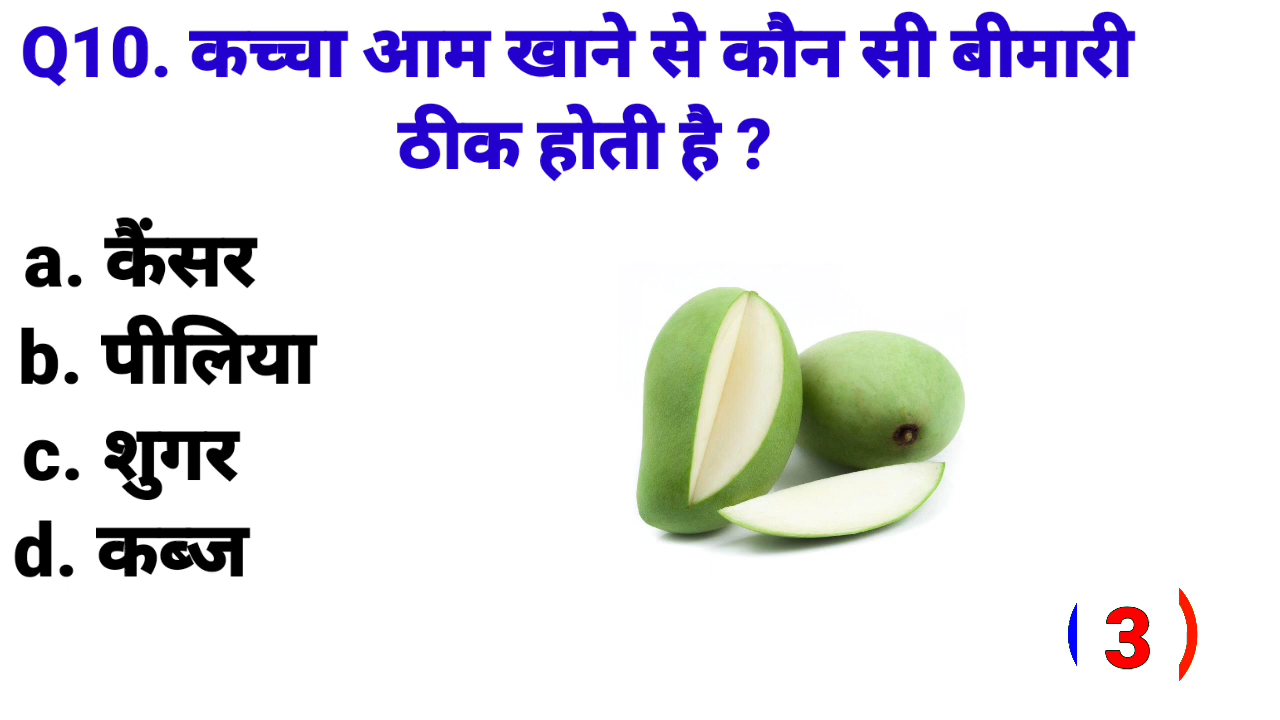 Q10. कच्चा आम खाने से कौन सी बीमारी
ठीक होती है ?
a. कैंसर
b. पीलिया
c. शुगर
d. कब्ज
( 3 )